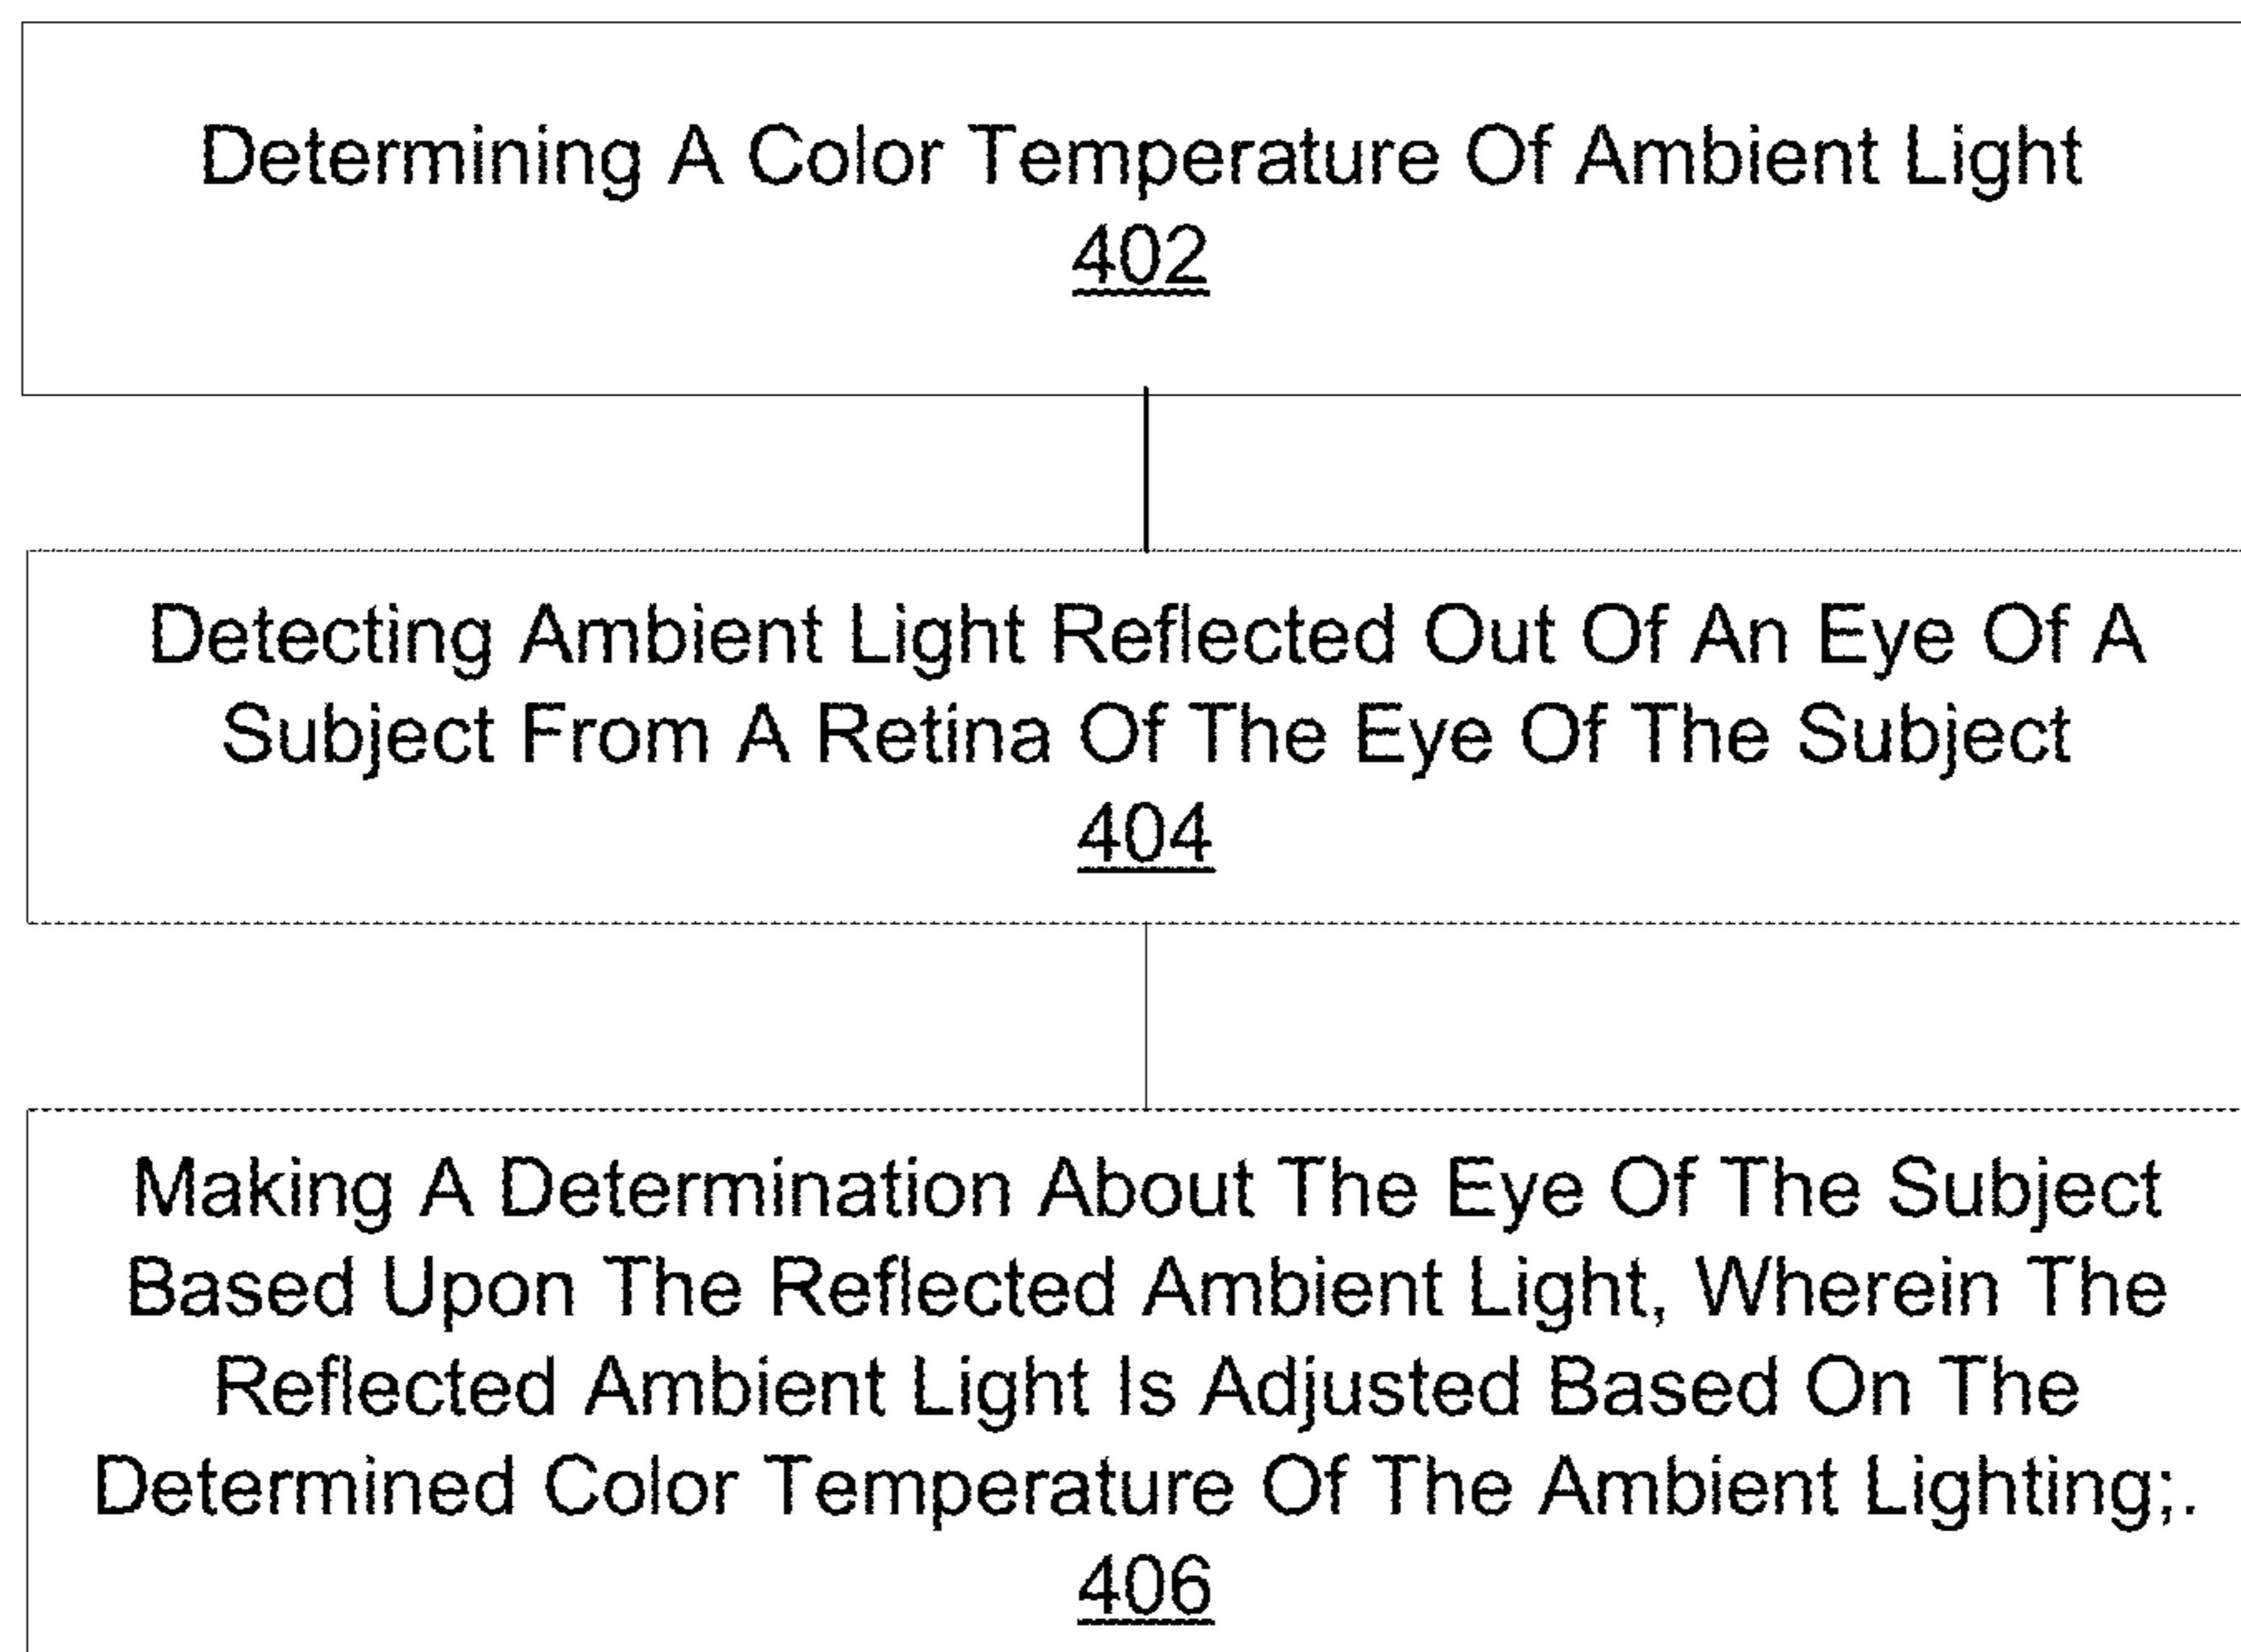 Determining A Color Temperature Of Ambient Light
402
Detecting Ambient Light Reflected Out Of An Eye Of A
Subject From A Retina Of The Eye Of The Subject
404
Making A Determination About The Eye Of The Subject
Based Upon The Reflected Ambient Light, Wherein The
Reflected Ambient Light Is Adjusted Based On The
Determined Color Temperature Of The Ambient Lighting;.
406